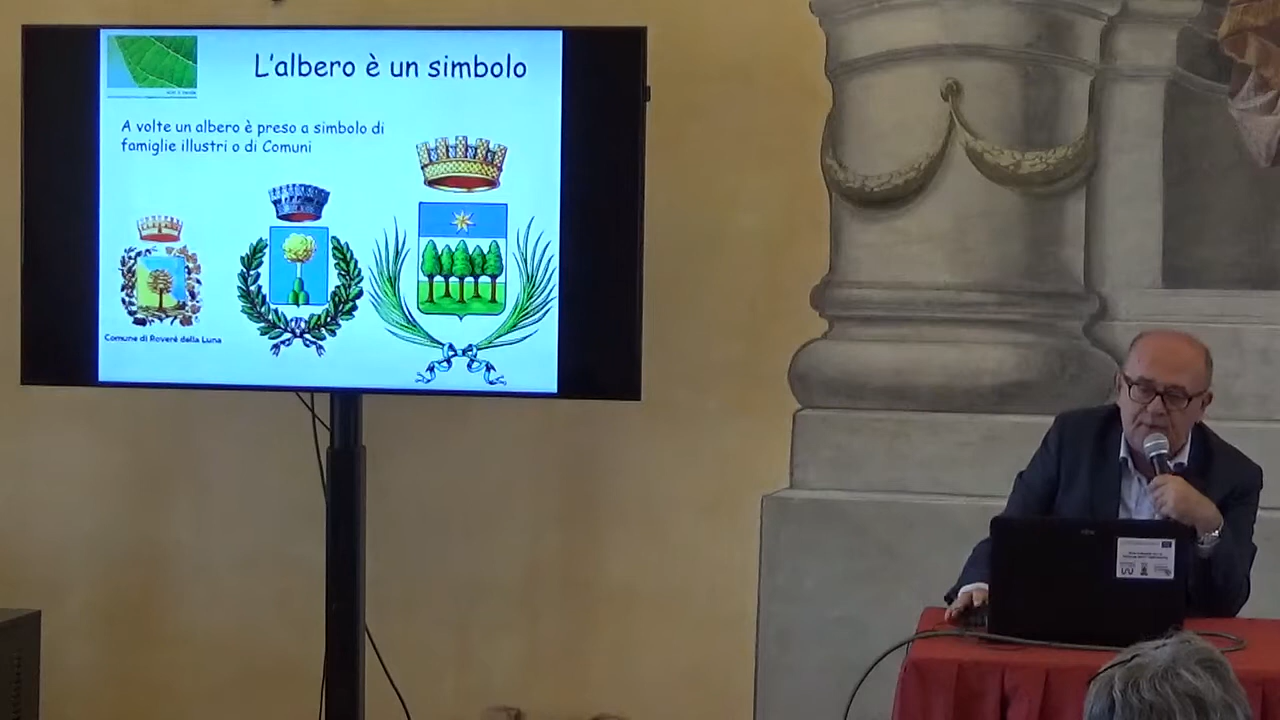 L'albero è un simbolo
A volte un albero è preso a simbolo di
famiglie illustri o di Comuni
Comune di Roverè della Luna